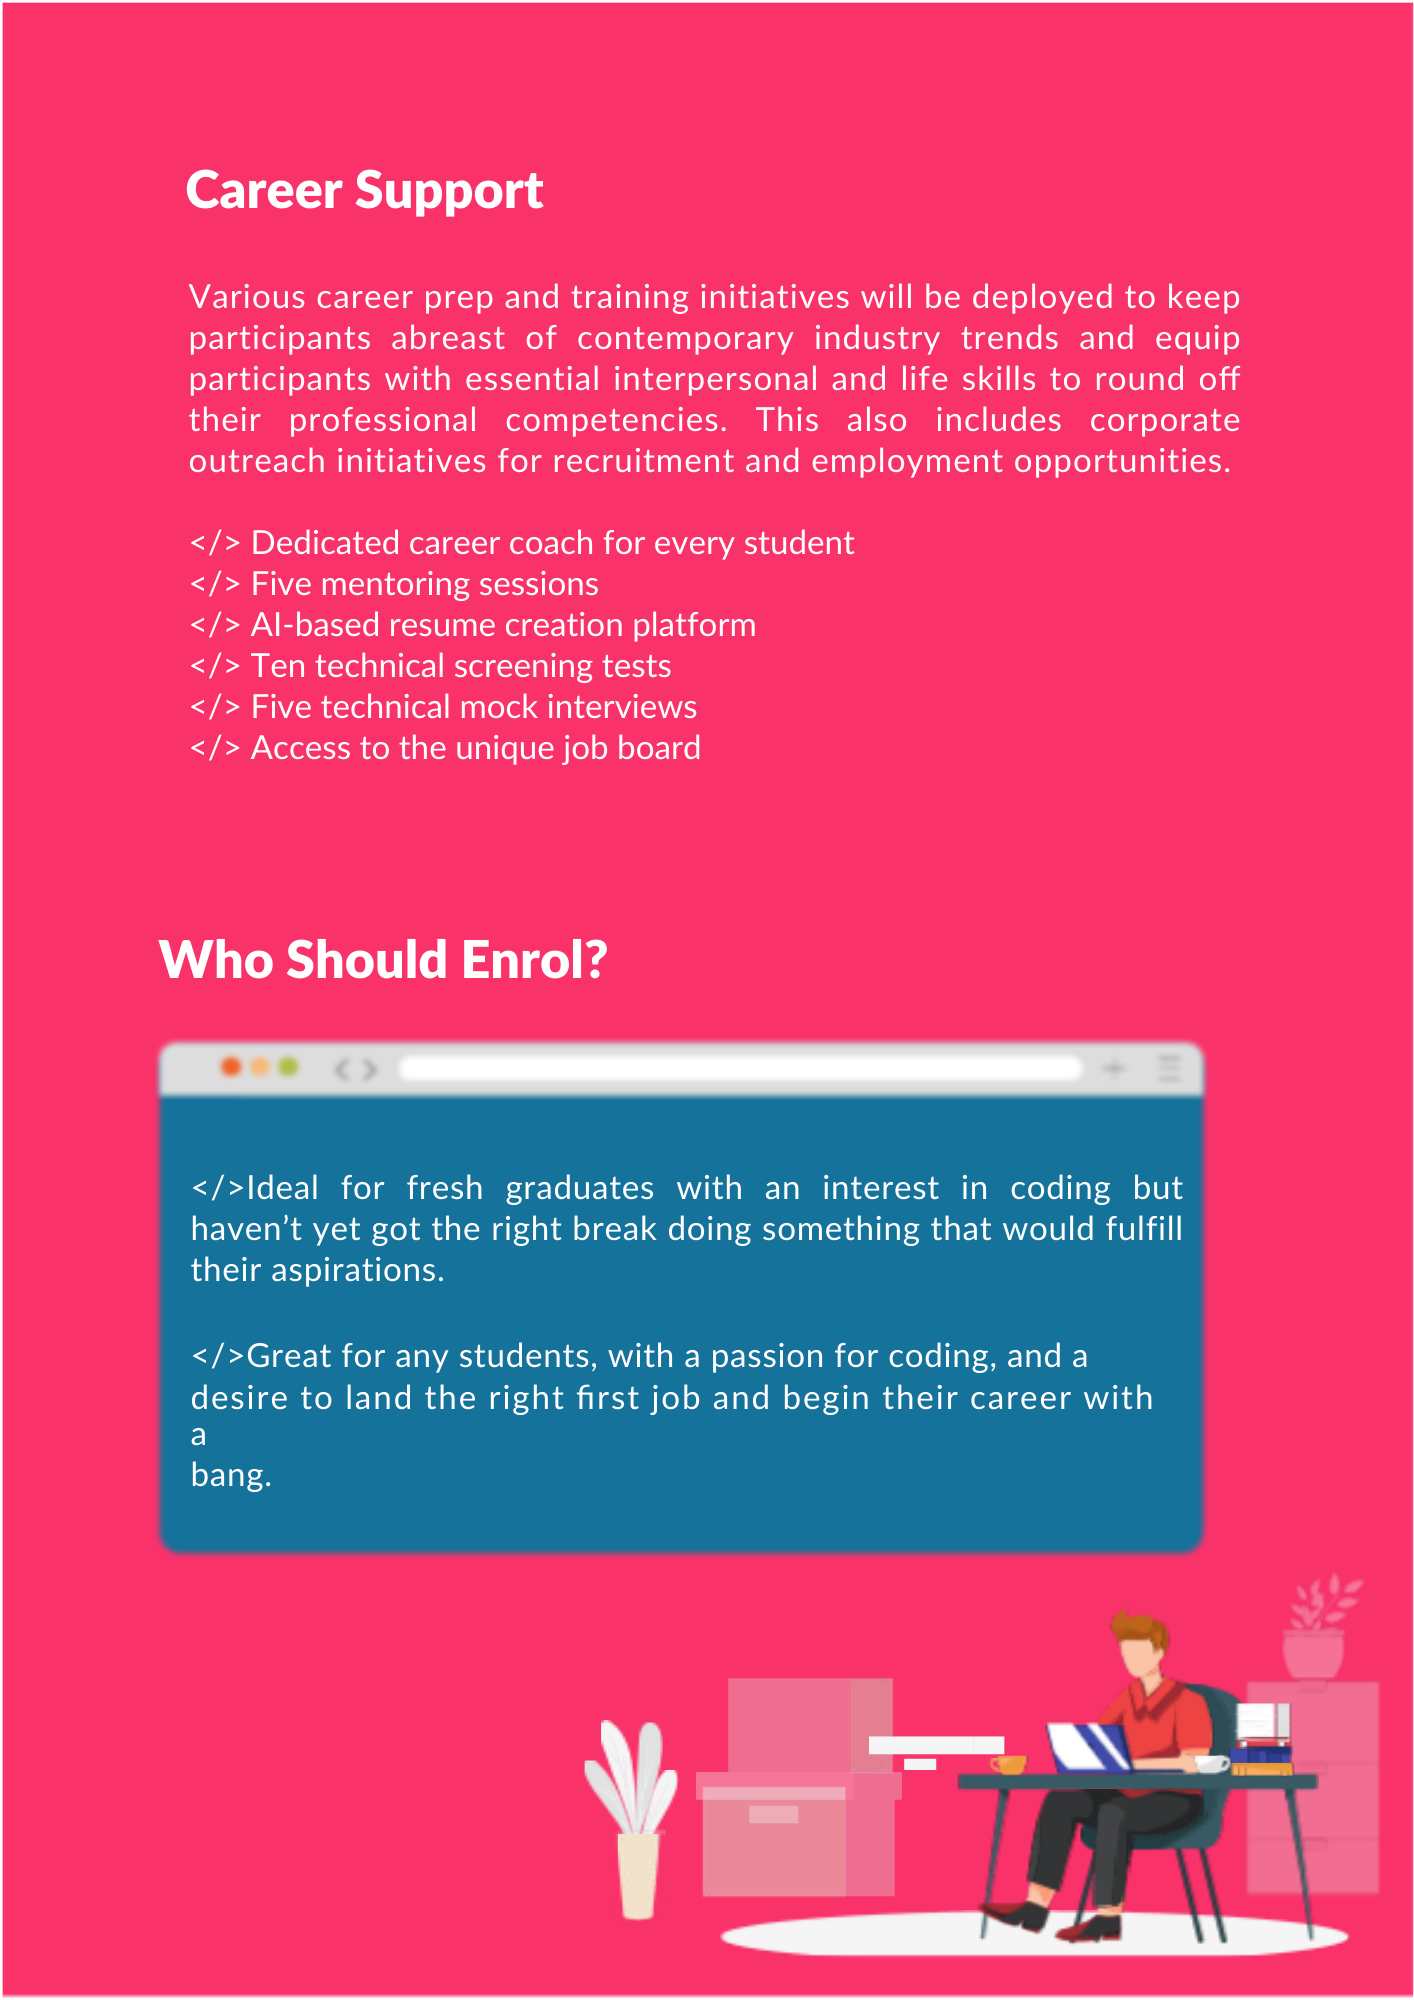 Career Support
Various career prep and training initiatives will be deployed to keep
participants abreast of contemporary industry trends and equip
participants with essential interpersonal and life skills to round off
their professional competencies. This also includes corporate
outreach initiatives for recruitment and employment opportunities.
</> Dedicated career coach for every student
</> Five mentoring sessions
</> AI-based resume creation platform
</> Ten technical screening tests
</> Five technical mock interviews
</> Access to the unique job board
Who Should Enrol?
</>Ideal for fresh graduates with an interest in coding but
haven’t yet got the right break doing something that would fulfill
their aspirations.
</>Great for any students, with a passion for coding, and a
desire to land the right first job and begin their career with
a
bang.